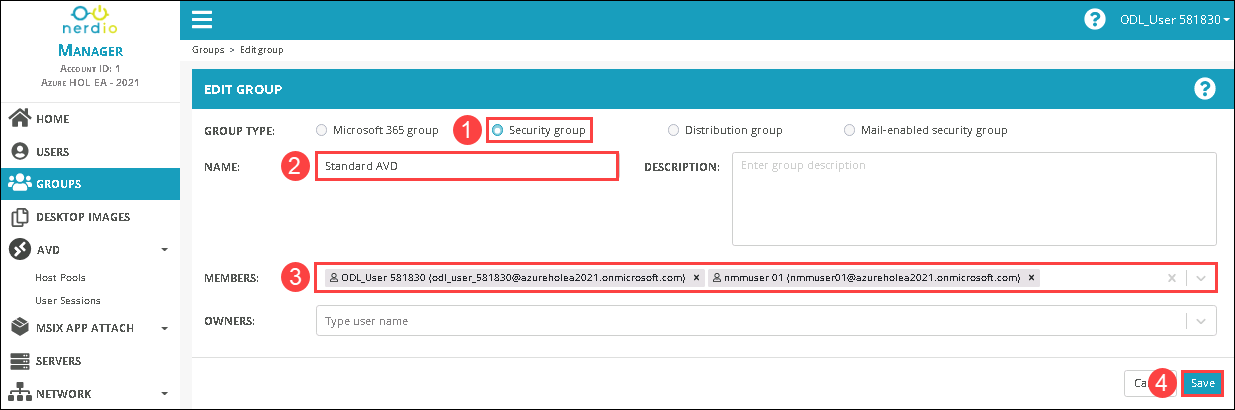 nerdio
MANAGER
ACCOUNT ID: 1
AZURE HOL EA - 2021
HOME
USERS
GROUPS
DESKTOP IMAGES
AVD
Host Pools
User Sessions
MSIX APP ATTACH
SERVERS
NETWORK
? ODL_User 581830
Groups > Edit group
EDIT GROUP ?
GROUP TYPE: Microsoft 365 group 1 Security group Distribution group Mail-enabled security group
NAME: 2 Standard AVD DESCRIPTION: Enter group description
MEMBERS: 3 ODL_User 581830 (odl_user_581830@azureholea2021.onmicrosoft.com) × nmmuser 01 (nmmuser01@azureholea2021.onmicrosoft.com) × ×
OWNERS: Type user name
Ca 4 Save